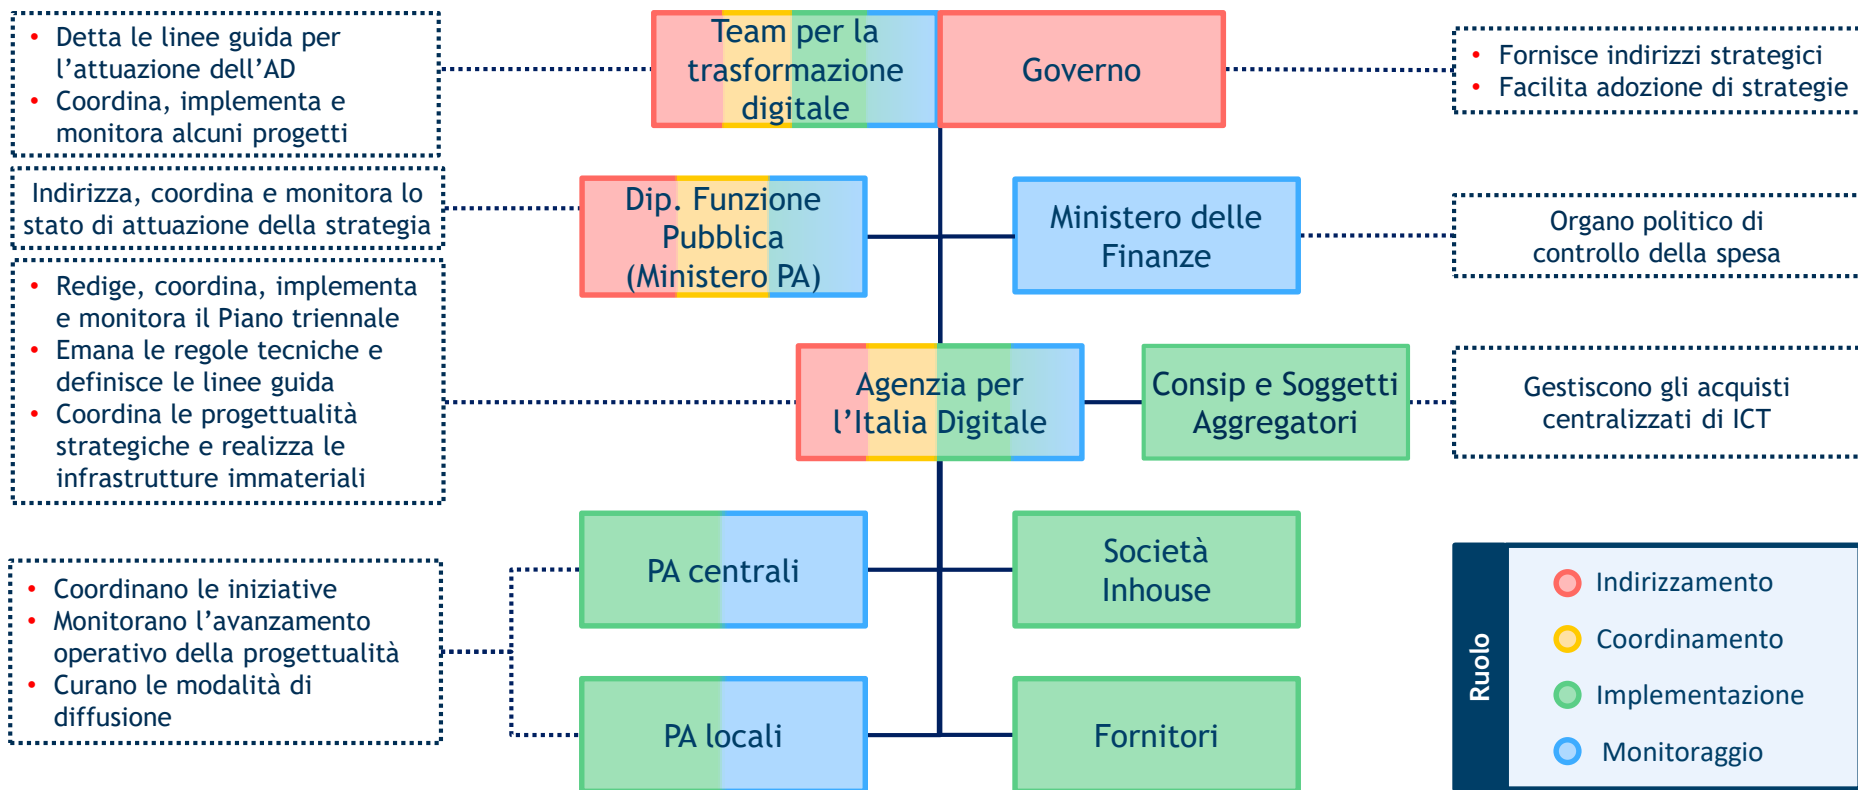 • Detta le linee guida per
l’attuazione dell’AD
• Coordina, implementa e
monitora alcuni progetti
Team per la
trasformazione
digitale
Governo
• Fornisce indirizzi strategici
• Facilita adozione di strategie
Indirizza, coordina e monitora lo
stato di attuazione della strategia
Dip. Funzione
Pubblica
(Ministero PA)
Ministero delle
Finanze
Organo politico di
controllo della spesa
• Redige, coordina, implementa
e monitora il Piano triennale
• Emana le regole tecniche e
definisce le linee guida
• Coordina le progettualità
strategiche e realizza le
infrastrutture immateriali
Agenzia per
l’Italia Digitale
Consip e Soggetti
Aggregatori
Gestiscono gli acquisti
centralizzati di ICT
• Coordinano le iniziative
• Monitorano l’avanzamento
operativo della progettualità
• Curano le modalità di
diffusione
PA centrali
Società
Inhouse
PA locali
Fornitori
Ruolo
Indirizzamento
Coordinamento
Implementazione
Monitoraggio